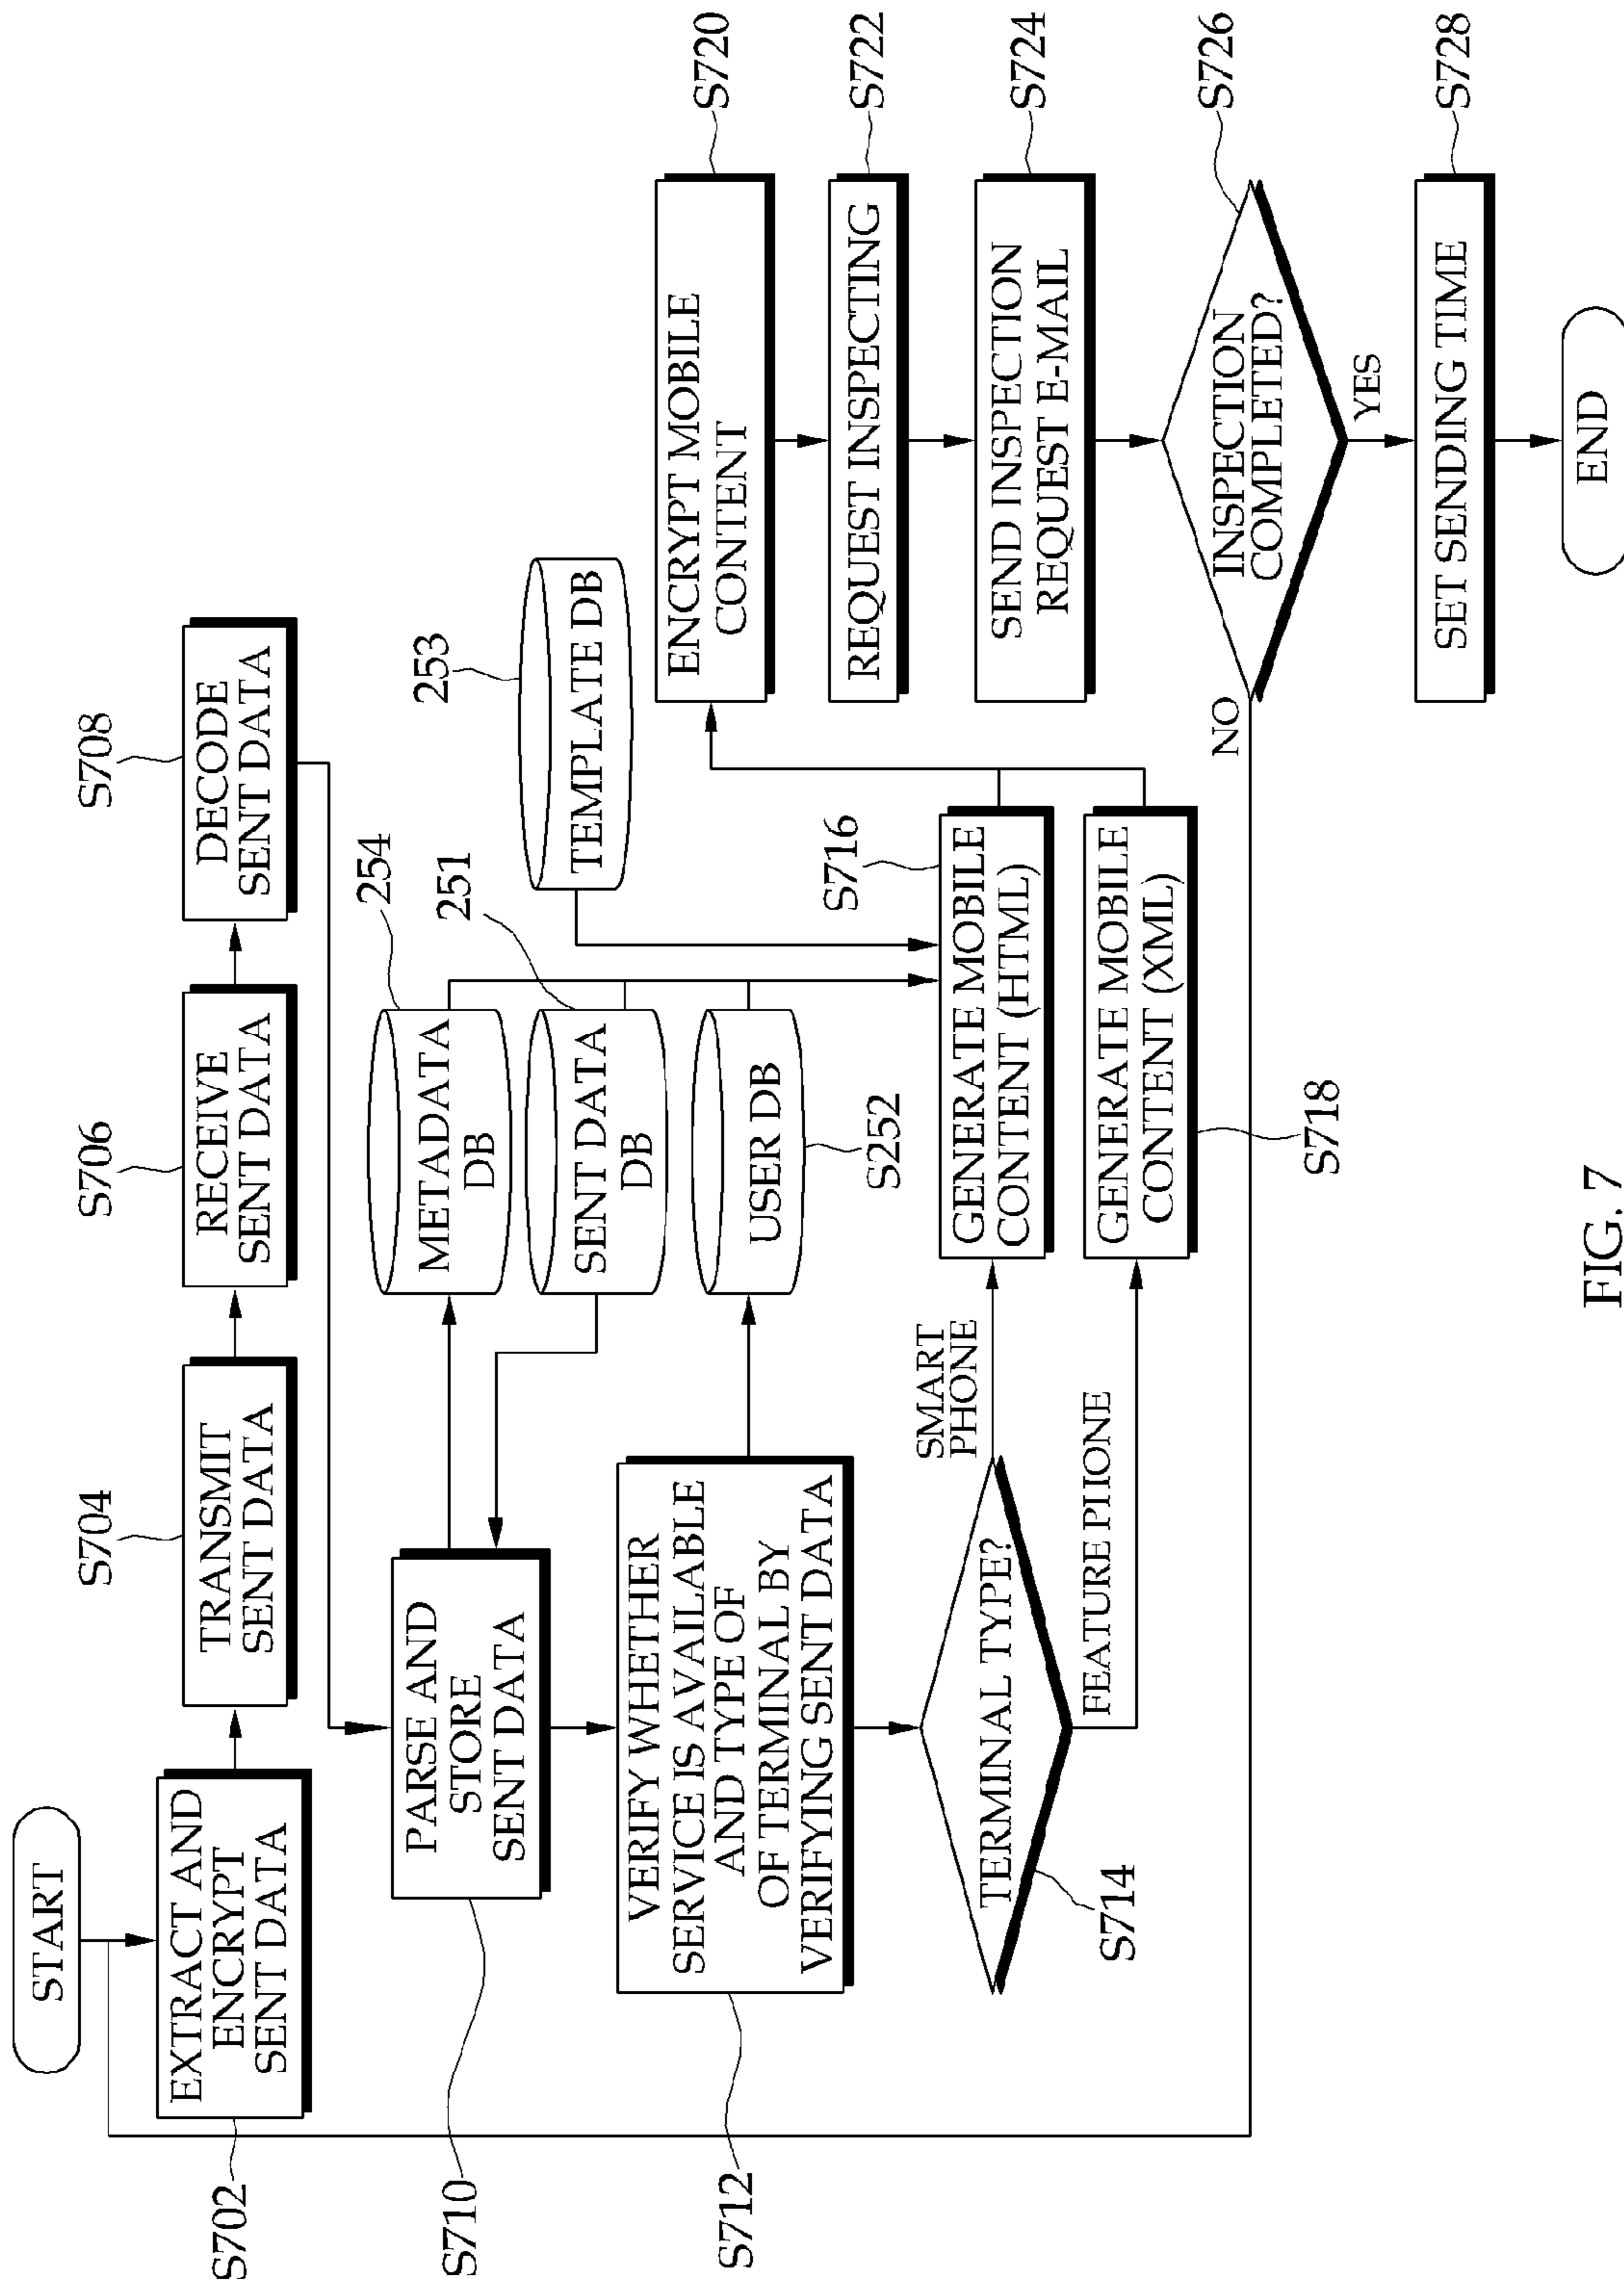 START
EXTRACT AND
ENCRYPT
SENT DATA
S702
TRANSMIT
SENT DATA
S704
RECEIVE
SENT DATA
S706
DECODE
SENT DATA
S708
PARSE AND
STORE
SENT DATA
S710
METADATA
DB
254
SENT DATA
DB
251
VERIFY WHETHER
SERVICE IS AVAILABLE
AND TYPE OF
OF TERMINAL BY
VERIFYING SENT DATA
S712
USER DB
S252
TEMPLATE DB
253
TERMINAL TYPE?
S714
SMART
PHONE
FEATURE PHONE
GENERATE MOBILE
CONTENT (HTML)
S716
GENERATE MOBILE
CONTENT (XML)
S718
ENCRYPT MOBILE
CONTENT
S720
REQUEST INSPECTING
S722
SEND INSPECTION
REQUEST E-MAIL
S724
INSPECTION
COMPLETED?
S726
NO
YES
SET SENDING TIME
S728
END
FIG. 7